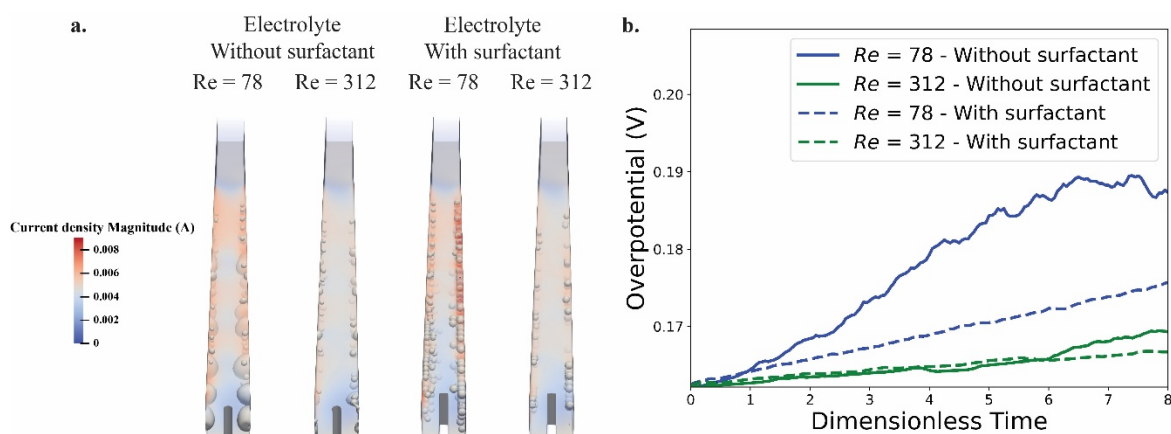 a.
Electrolyte
Without surfactant
Electrolyte
With surfactant
Re = 78
Re = 312
Re = 78
Re = 312
Current density Magnitude (A)
0.008
0.006
0.004
0.002
0
b.
Re = 78 - Without surfactant
Re = 312 - Without surfactant
Re = 78 - With surfactant
Re = 312 - With surfactant
Overpotential (V)
0.20
0.19
0.18
0.17
0 1 2 3 4 5 6 7 8
Dimensionless Time